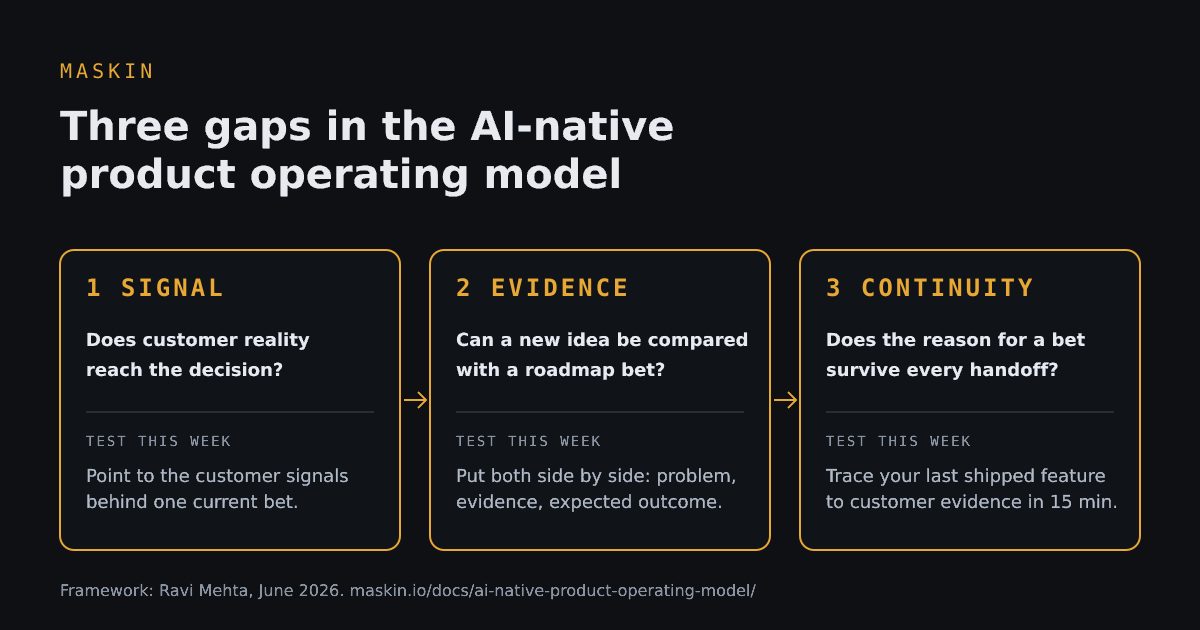 MASKIN
Three gaps in the AI-native
product operating model
1 SIGNAL
Does customer reality
reach the decision?
TEST THIS WEEK
Point to the customer signals
behind one current bet.
2 EVIDENCE
Can a new idea be compared
with a roadmap bet?
TEST THIS WEEK
Put both side by side: problem,
evidence, expected outcome.
3 CONTINUITY
Does the reason for a bet
survive every handoff?
TEST THIS WEEK
Trace your last shipped feature
to customer evidence in 15 min.
Framework: Ravi Mehta, June 2026. maskin.io/docs/ai-native-product-operating-model/